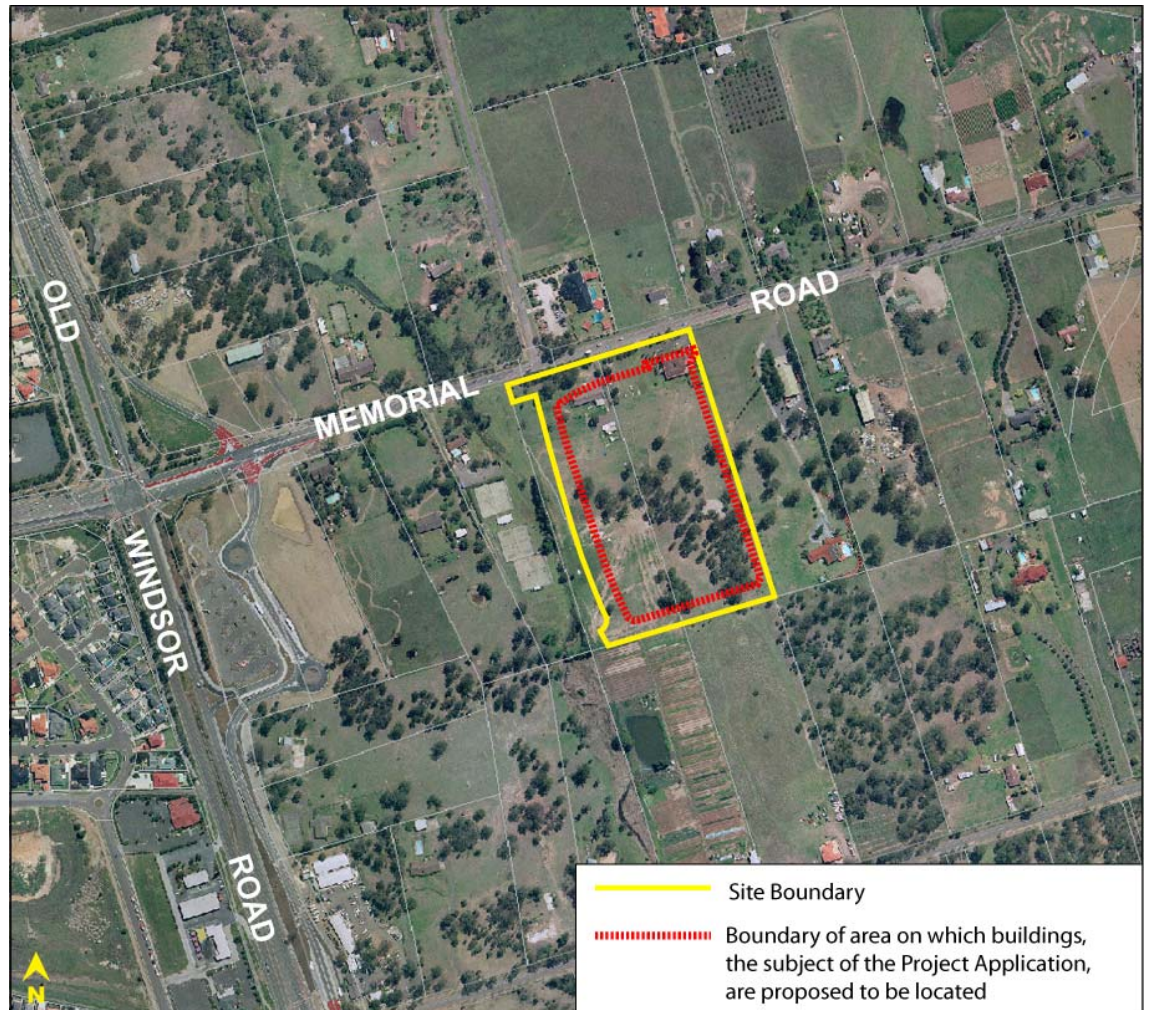 OLD
WINDSOR
ROAD
MEMORIAL
ROAD
N
Site Boundary
Boundary of area on which buildings,
the subject of the Project Application,
are proposed to be located